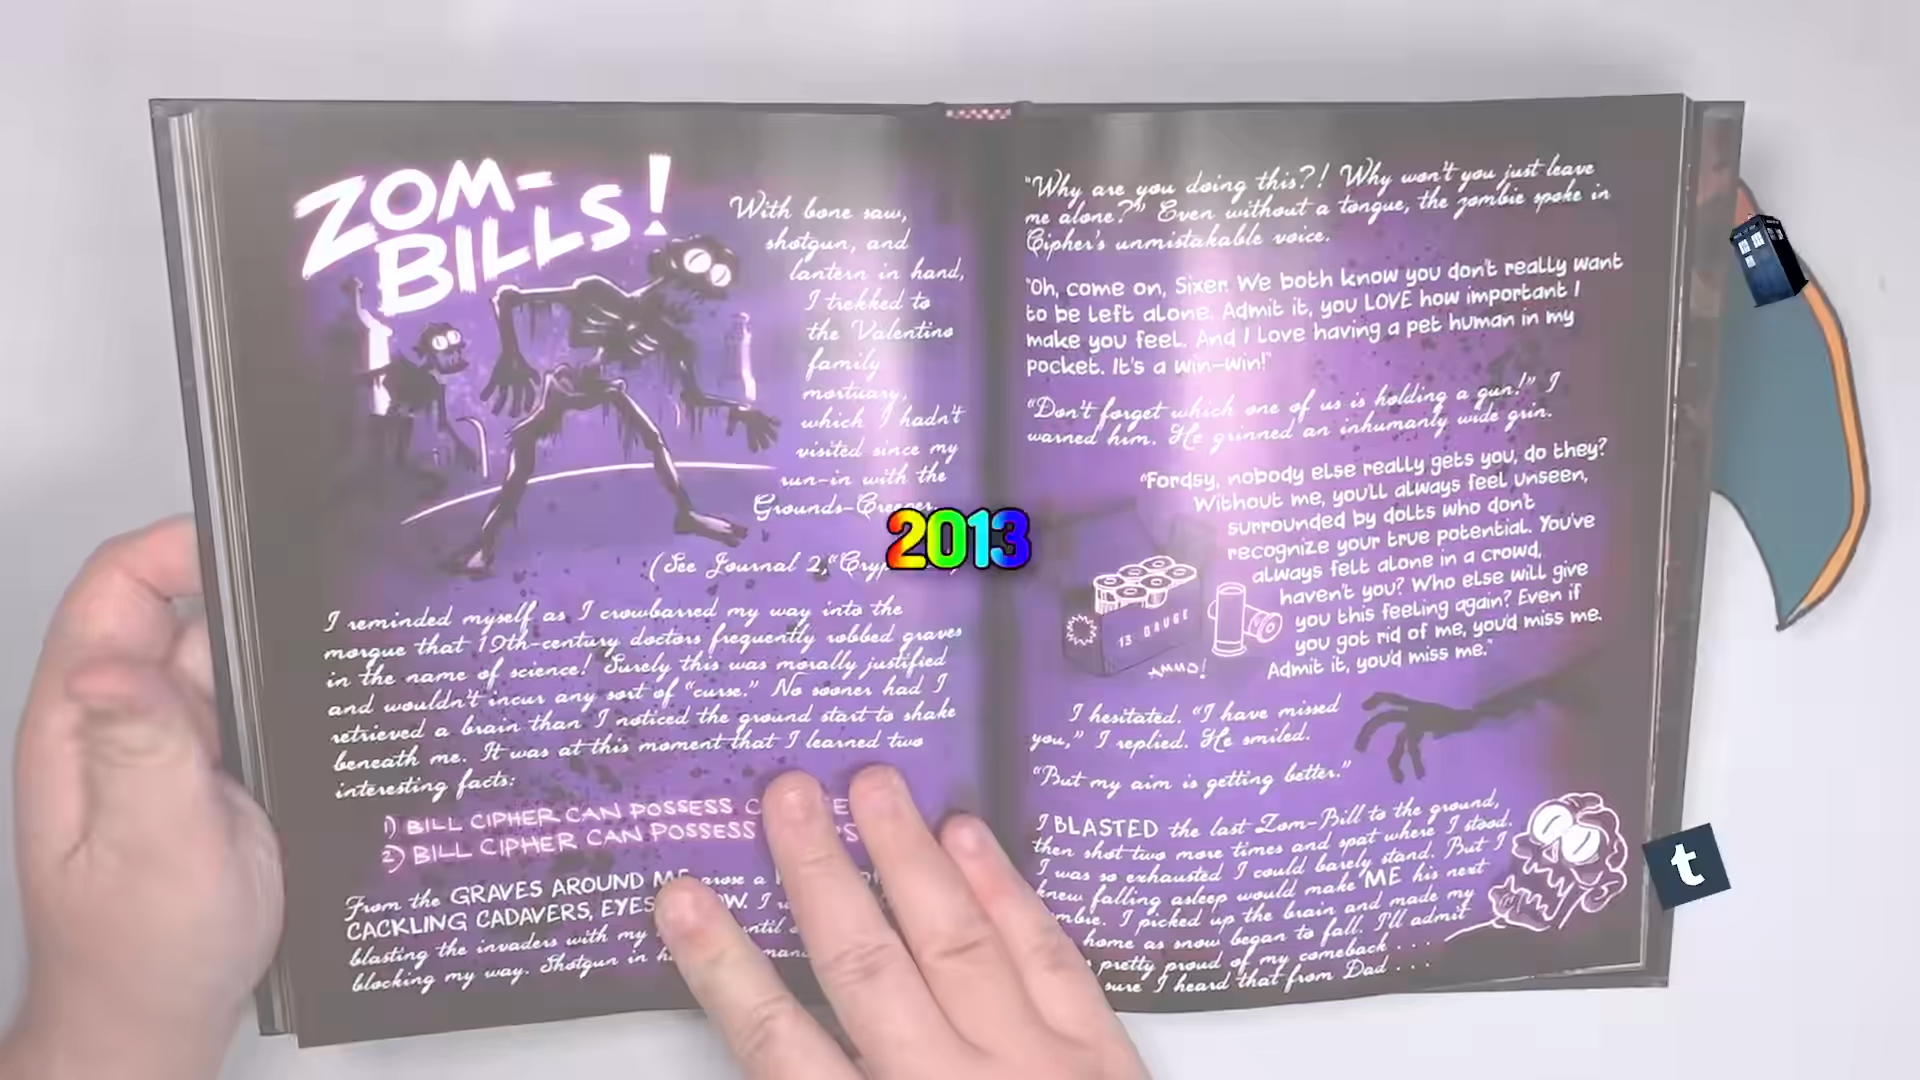 ZOM-
BILLS!
With bone saw,
shotgun, and
lantern in hand,
I trekked to
the Valentino
family
mortuary,
which I hadn't
visited since my
run-in with the
Grounds-Creeper.
(See Journal 2,
I reminded myself as I crowbarred my way into the
morgue that 19th-century doctors frequently robbed graves
in the name of science! Surely this was morally justified
and wouldn't incur any sort of "curse." No sooner had I
retrieved a brain than I noticed the ground start to shake
beneath me. It was at this moment that I learned two
interesting facts:
1) BILL CIPHER CAN POSSESS
2) BILL CIPHER CAN POSSESS
From the GRAVES AROUND ME arose a
CACKLING CADAVERS, EYES
blasting the invaders with my
blocking my way. Shotgun in
2013
"Why are you doing this?! Why won't you just leave
me alone?" Even without a tongue, the zombie spoke in
Cipher's unmistakable voice.
"Oh, come on, Sixer. We both know you don't really want
to be left alone. Admit it, you LOVE how important I
make you feel. And I Love having a pet human in my
pocket. It's a win-win!"
"Don't forget which one of us is holding a gun!" I
warned him. He grinned an inhumanly wide grin.
"Fordsy, nobody else really gets you, do they?
Without me, you'll always feel unseen,
surrounded by dolts who don't
recognize your true potential. You've
always felt alone in a crowd,
haven't you? Who else will give
you this feeling again? Even if
you got rid of me, you'd miss me.
Admit it, you'd miss me."
13 GAUGE
AMMO!
I hesitated. "I have missed
you," I replied. He smiled.
"But my aim is getting better."
I BLASTED the last Zom-Bill to the ground,
then shot two more times and spat where I stood.
I was so exhausted I could barely stand. But I
knew falling asleep would make ME his next
I picked up the brain and made my
home as snow began to fall. I'll admit
pretty proud of my comeback . . .
sure I heard that from Dad . . .
t